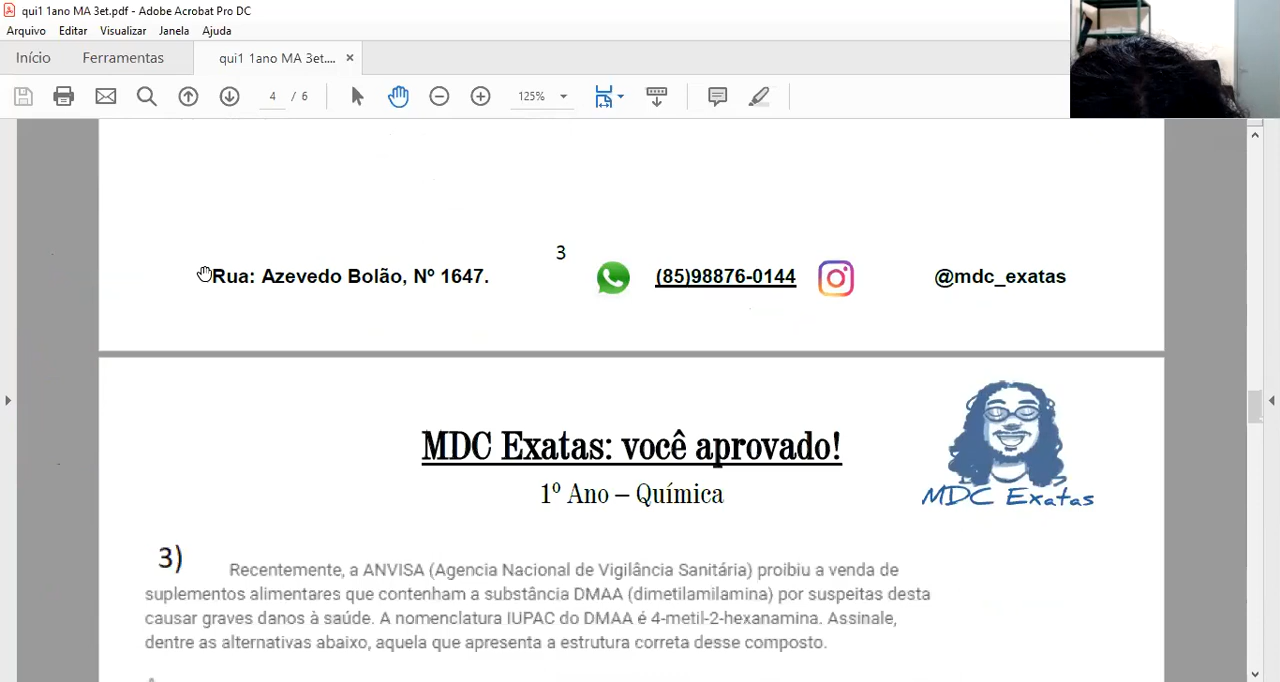 qui1 1ano MA 3et.pdf - Adobe Acrobat Pro DC
Arquivo Editar Visualizar Janela Ajuda
Início Ferramentas qui1 1ano MA 3et.... ×
4 / 6 125%
3
Rua: Azevedo Bolão, Nº 1647. (85)98876-0144 @mdc_exatas
MDC Exatas: você aprovado!
1º Ano – Química
MDC Exatas
3) Recentemente, a ANVISA (Agencia Nacional de Vigilância Sanitária) proibiu a venda de
suplementos alimentares que contenham a substância DMAA (dimetilamilamina) por suspeitas desta
causar graves danos à saúde. A nomenclatura IUPAC do DMAA é 4-metil-2-hexanamina. Assinale,
dentre as alternativas abaixo, aquela que apresenta a estrutura correta desse composto.